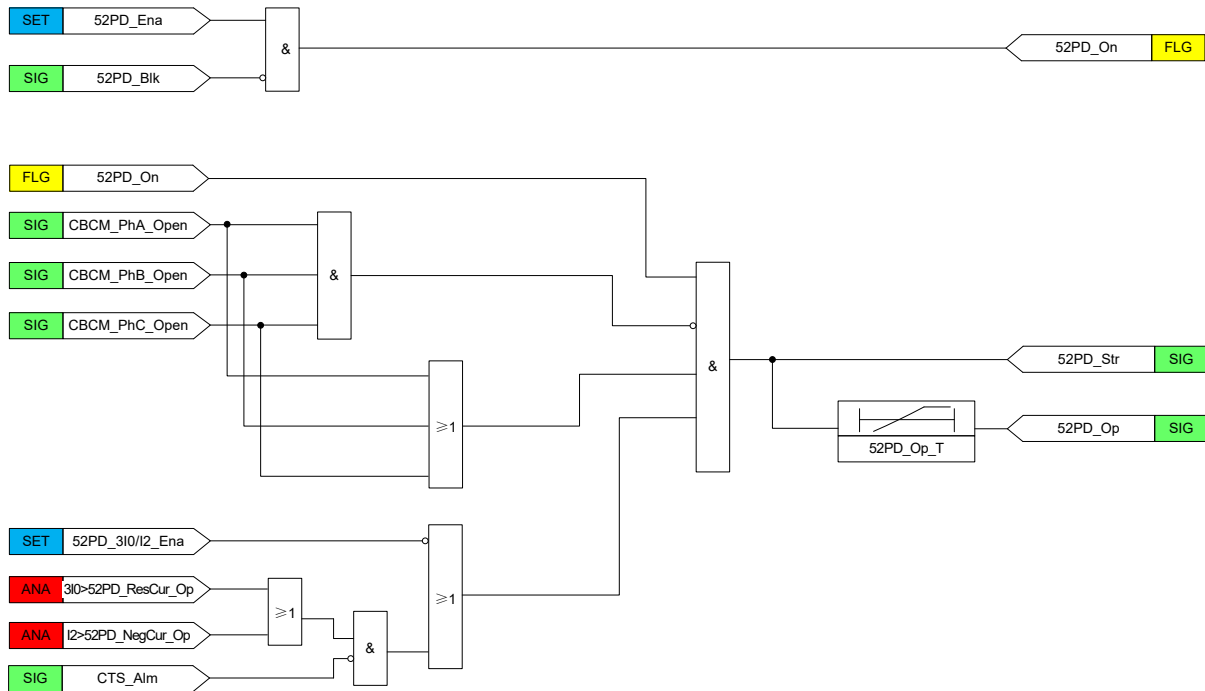 SET 52PD_Ena
&
52PD_On FLG
SIG 52PD_Blk
FLG 52PD_On
SIG CBCM_PhA_Open
SIG CBCM_PhB_Open
&
SIG CBCM_PhC_Open
52PD_Str SIG
&
≥1
52PD_Op SIG
52PD_Op_T
SET 52PD_3I0/I2_Ena
ANA 3I0>52PD_ResCur_Op
≥1
≥1
ANA I2>52PD_NegCur_Op
&
SIG CTS_Alm